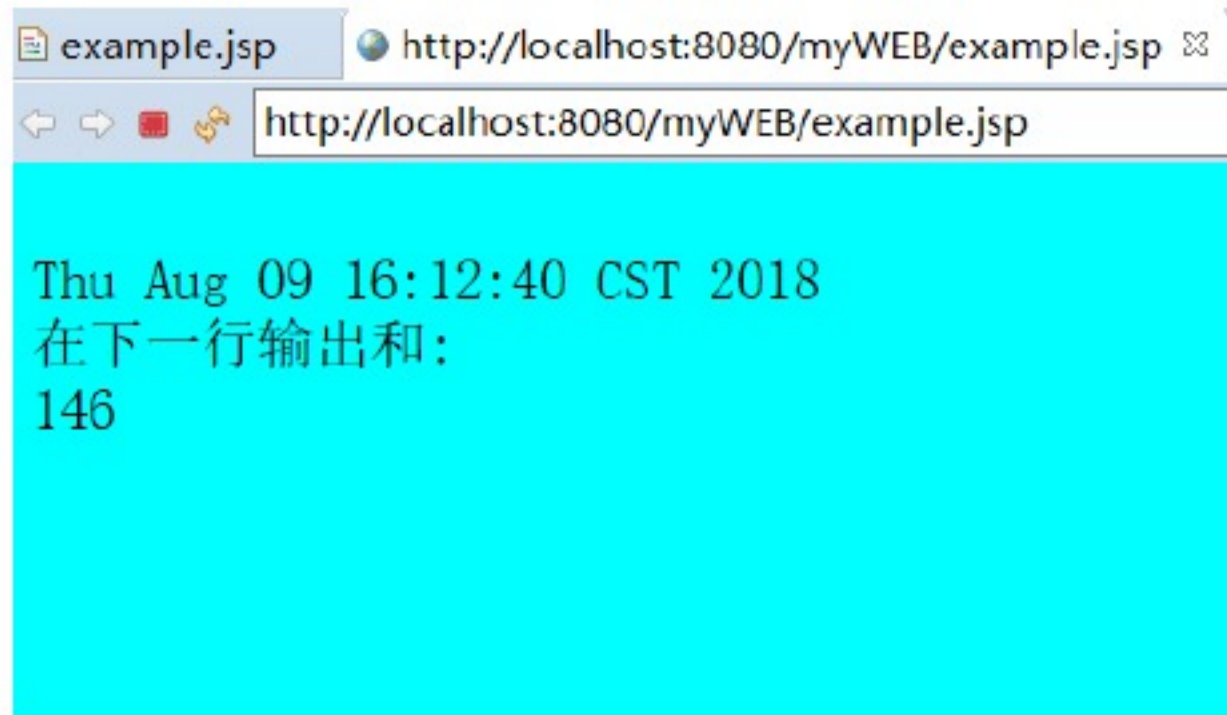 example.jsp
http://localhost:8080/myWEB/example.jsp
http://localhost:8080/myWEB/example.jsp
Thu Aug 09 16:12:40 CST 2018
在下一行输出和:
146